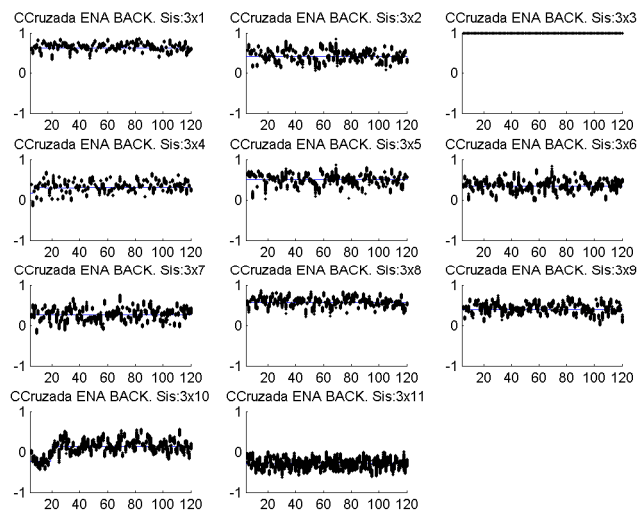 CCruzada ENA BACK. Sis:3x1
1
0
-1
20 40 60 80 100 120
CCruzada ENA BACK. Sis:3x2
1
0
-1
20 40 60 80 100 120
CCruzada ENA BACK. Sis:3x3
1
0
-1
20 40 60 80 100 120
CCruzada ENA BACK. Sis:3x4
1
0
-1
20 40 60 80 100 120
CCruzada ENA BACK. Sis:3x5
1
0
-1
20 40 60 80 100 120
CCruzada ENA BACK. Sis:3x6
1
0
-1
20 40 60 80 100 120
CCruzada ENA BACK. Sis:3x7
1
0
-1
20 40 60 80 100 120
CCruzada ENA BACK. Sis:3x8
1
0
-1
20 40 60 80 100 120
CCruzada ENA BACK. Sis:3x9
1
0
-1
20 40 60 80 100 120
CCruzada ENA BACK. Sis:3x10
1
0
-1
20 40 60 80 100 120
CCruzada ENA BACK. Sis:3x11
1
0
-1
20 40 60 80 100 120